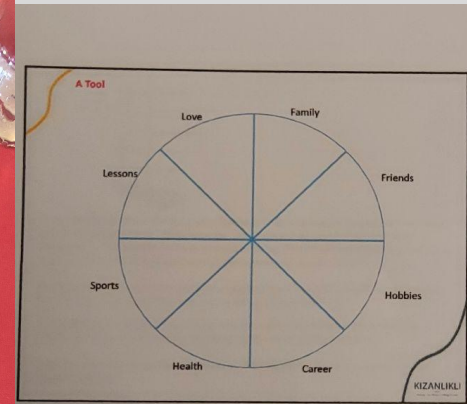 A Tool
Love
Family
Lessons
Friends
Sports
Hobbies
Health
Career
KIZANLIKLI